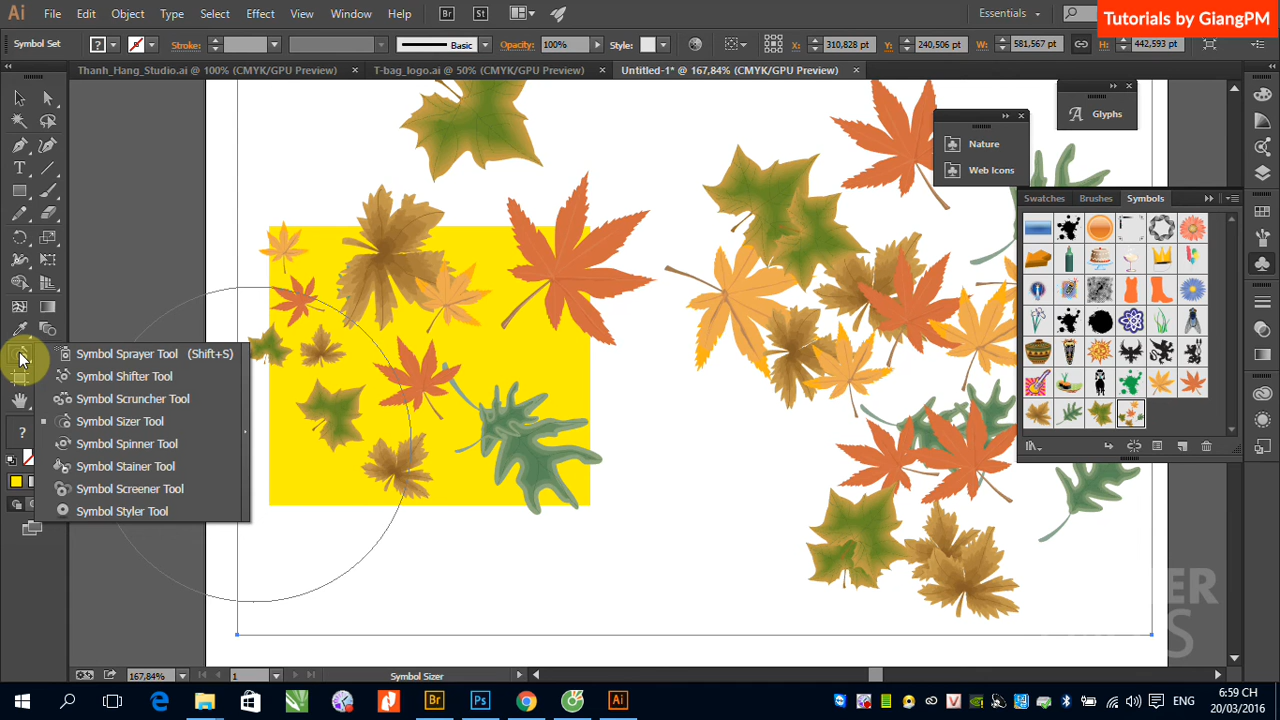 Ai File Edit Object Type Select Effect View Window Help Br St Essentials
Tutorials by GiangPM
Symbol Set ? Stroke: Basic Opacity: 100% Style: X: 310,828 pt Y: 240,506 pt W: 581,567 pt H: 442,593 pt
Thanh_Hang_Studio.ai @ 100% (CMYK/GPU Preview) T-bag_logo.ai @ 50% (CMYK/GPU Preview) Untitled-1* @ 167,84% (CMYK/GPU Preview)
Glyphs
Nature
Web Icons
Swatches Brushes Symbols
Symbol Sprayer Tool (Shift+S)
Symbol Shifter Tool
Symbol Scruncher Tool
Symbol Sizer Tool
Symbol Spinner Tool
Symbol Stainer Tool
Symbol Screener Tool
Symbol Styler Tool
?
167,84% 1 Symbol Sizer
Br Ps Ai ENG
6:59 CH
20/03/2016